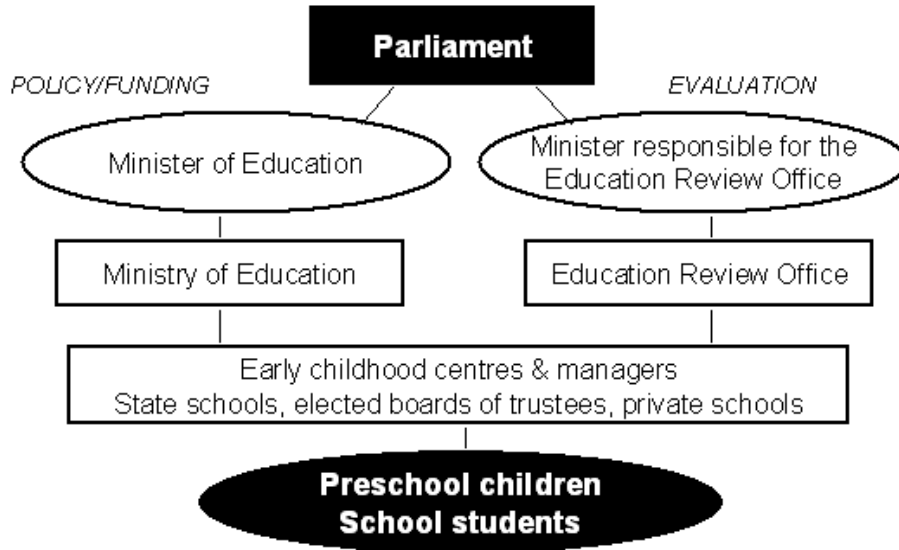 Parliament
POLICY/FUNDING
EVALUATION
Minister of Education
Minister responsible for the
Education Review Office
Ministry of Education
Education Review Office
Early childhood centres & managers
State schools, elected boards of trustees, private schools
Preschool children
School students